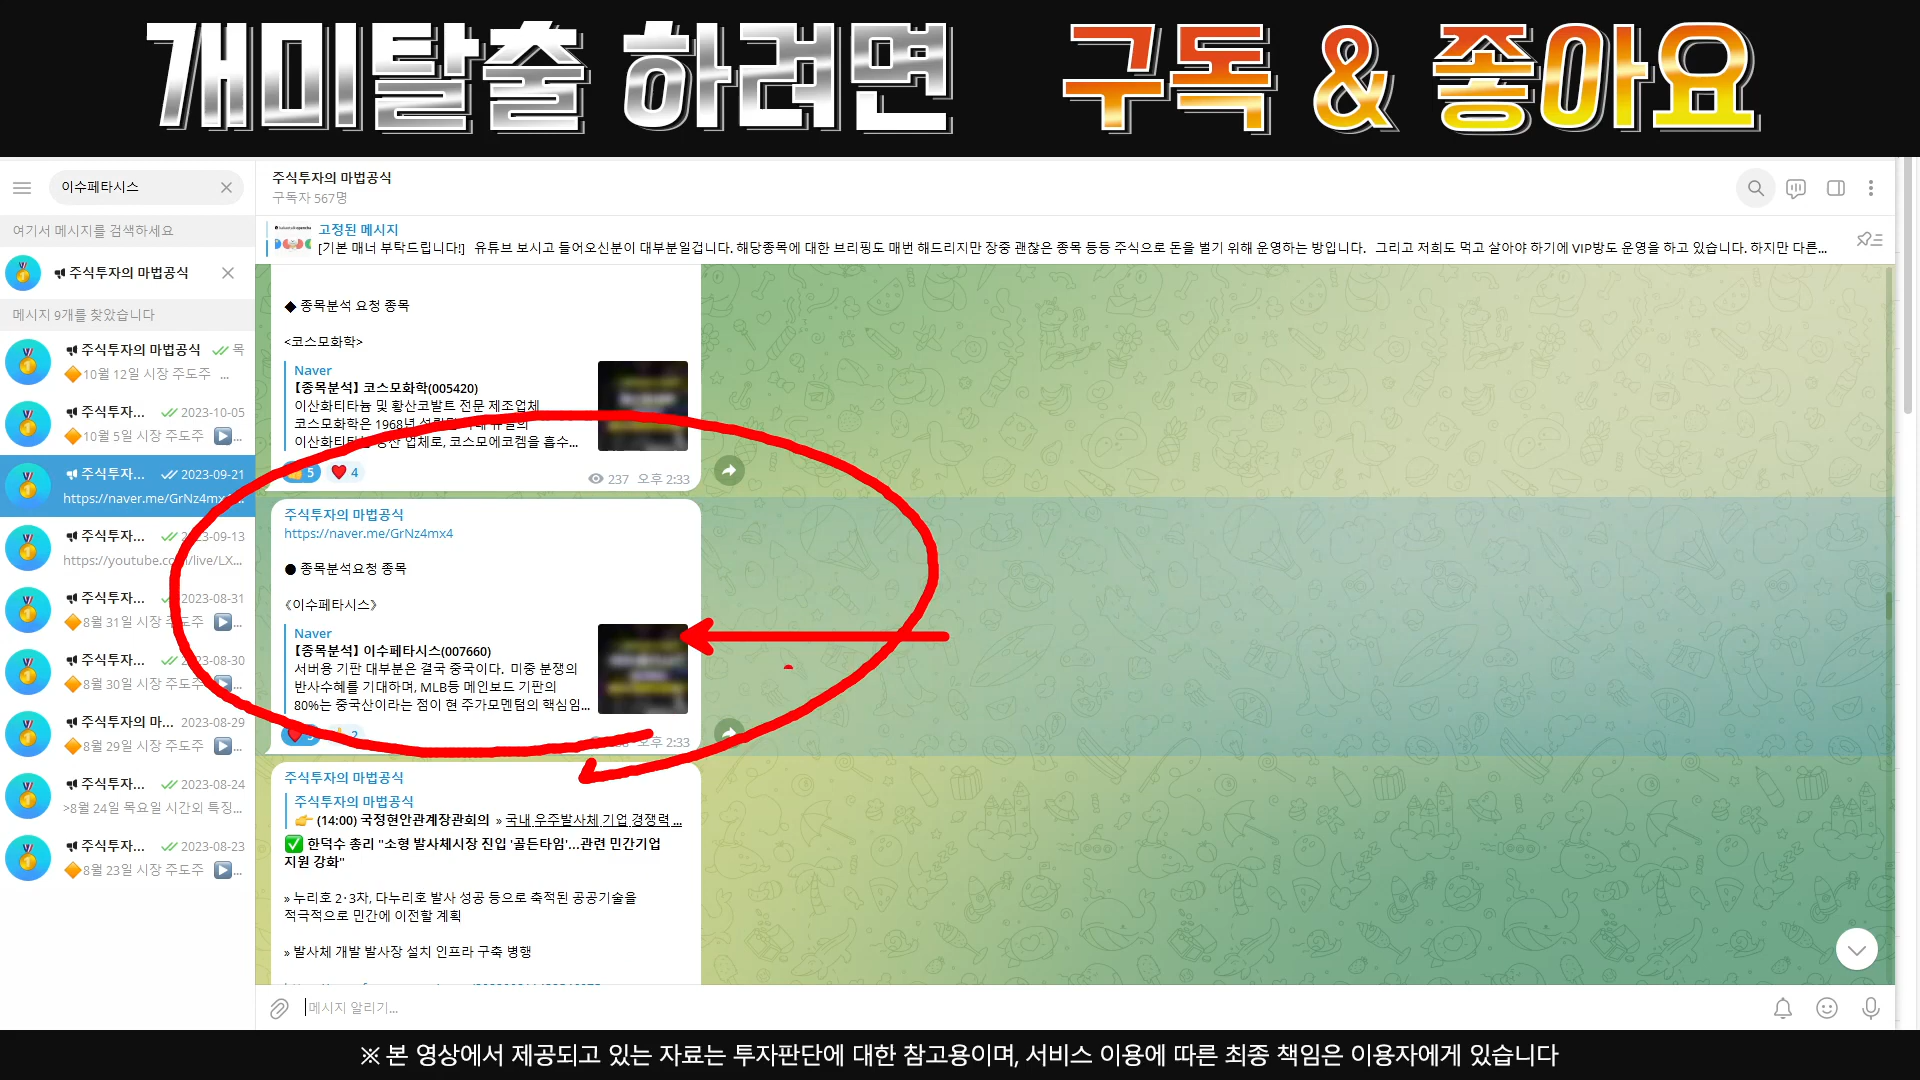 개미탈출 하려면 구독 & 좋아요
이수페타시스
여기서 메시지를 검색하세요
주식투자의 마법공식
메시지 9개를 찾았습니다
주식투자의 마법공식 목
10월 12일 시장 주도주 ...
주식투자... 2023-10-05
10월 5일 시장 주도주 ...
주식투자... 2023-09-21
https://naver.me/GrNz4mx
주식투자... 2023-09-13
https://youtube.com/live/LX...
주식투자... 2023-08-31
8월 31일 시장 주도주 ...
주식투자... 2023-08-30
8월 30일 시장 주도주 ...
주식투자의 마... 2023-08-29
8월 29일 시장 주도주 ...
주식투자... 2023-08-24
>8월 24일 목요일 시간외 특징...
주식투자... 2023-08-23
8월 23일 시장 주도주 ...
주식투자의 마법공식
구독자 567명
고정된 메시지
[기본 매너 부탁드립니다!] 유튜브 보시고 들어오신분이 대부분일겁니다. 해당종목에 대한 브리핑도 매번 해드리지만 장중 괜찮은 종목 등등 주식으로 돈을 벌기 위해 운영하는 방입니다. 그리고 저희도 먹고 살아야 하기에 VIP방도 운영을 하고 있습니다. 하지만 다른...
◆ 종목분석 요청 종목
<코스모화학>
Naver
【종목분석】 코스모화학(005420)
이산화티타늄 및 황산코발트 전문 제조업체
코스모화학은 1968년
이산화티타늄 생산 업체로, 코스모에코켐을 흡수...
5 4
237 오후 2:33
주식투자의 마법공식
https://naver.me/GrNz4mx4
● 종목분석요청 종목
《이수페타시스》
Naver
【종목분석】 이수페타시스(007660)
서버용 기판 대부분은 결국 중국이다. 미중 분쟁의
반사수혜를 기대하며, MLB등 메인보드 기판의
80%는 중국산이라는 점이 현 주가모멘텀의 핵심임...
2
오후 2:33
주식투자의 마법공식
주식투자의 마법공식
(14:00) 국정현안관계장관회의 » 국내 우주발사체 기업 경쟁력 ...
한덕수 총리 "소형 발사체시장 진입 '골든타임'...관련 민간기업
지원 강화"
» 누리호 2·3차, 다누리호 발사 성공 등으로 축적된 공공기술을
적극적으로 민간에 이전할 계획
» 발사체 개발 발사장 설치 인프라 구축 병행
메시지 알리기...
※ 본 영상에서 제공되고 있는 자료는 투자판단에 대한 참고용이며, 서비스 이용에 따른 최종 책임은 이용자에게 있습니다